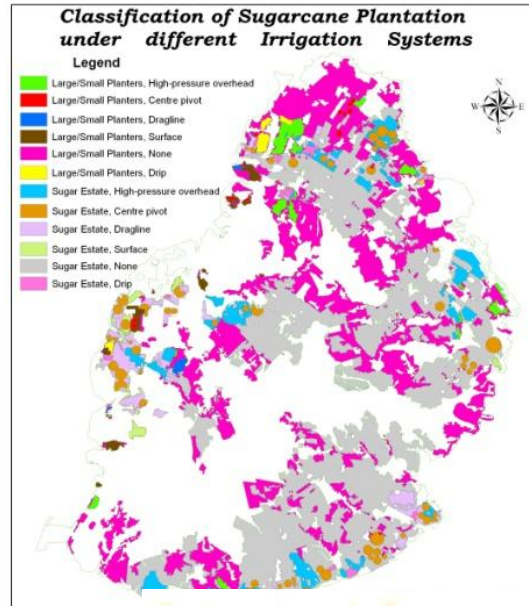 Classification of Sugarcane Plantation
under different Irrigation Systems
Legend
Large/Small Planters, High-pressure overhead
Large/Small Planters, Centre pivot
Large/Small Planters, Dragline
Large/Small Planters, Surface
Large/Small Planters, None
Large/Small Planters, Drip
Sugar Estate, High-pressure overhead
Sugar Estate, Centre pivot
Sugar Estate, Dragline
Sugar Estate, Surface
Sugar Estate, None
Sugar Estate, Drip
N
W E
S